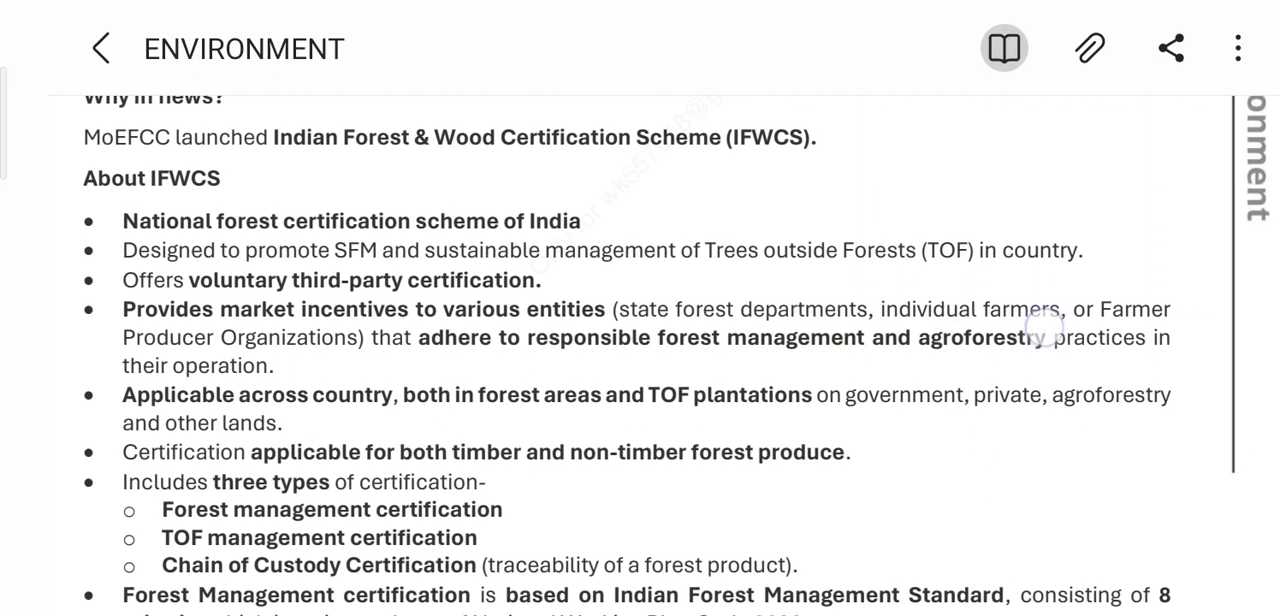 ENVIRONMENT
Why in news?
MoEFCC launched Indian Forest & Wood Certification Scheme (IFWCS).
About IFWCS
• National forest certification scheme of India
• Designed to promote SFM and sustainable management of Trees outside Forests (TOF) in country.
• Offers voluntary third-party certification.
• Provides market incentives to various entities (state forest departments, individual farmers, or Farmer
Producer Organizations) that adhere to responsible forest management and agroforestry practices in
their operation.
• Applicable across country, both in forest areas and TOF plantations on government, private, agroforestry
and other lands.
• Certification applicable for both timber and non-timber forest produce.
• Includes three types of certification-
o Forest management certification
o TOF management certification
o Chain of Custody Certification (traceability of a forest product).
• Forest Management certification is based on Indian Forest Management Standard, consisting of 8
onment